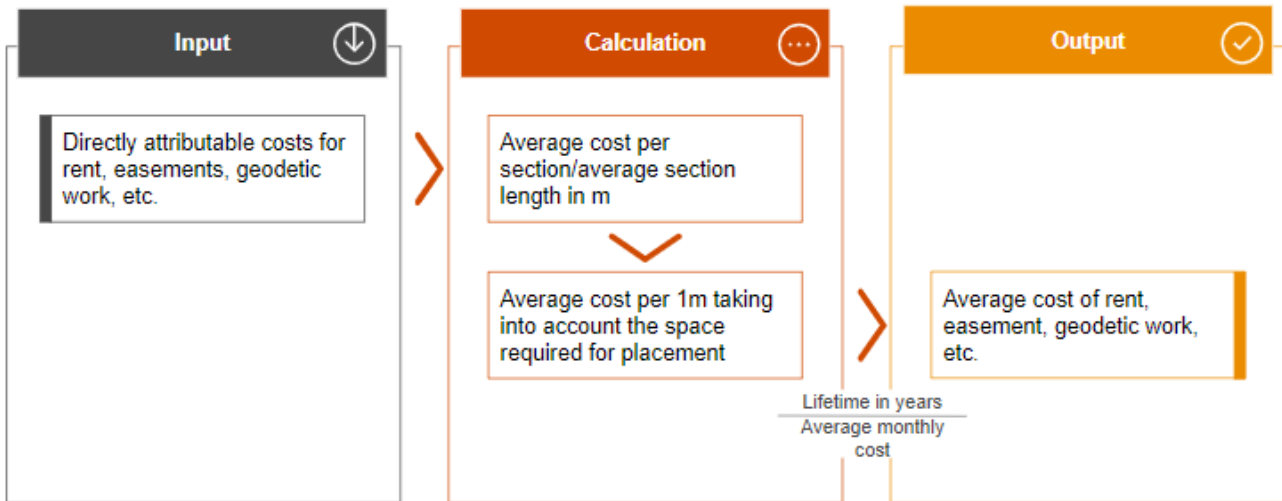 Input
Calculation
Output
Directly attributable costs for
rent, easements, geodetic
work, etc.
Average cost per
section/average section
length in m
Average cost per 1m taking
into account the space
required for placement
Average cost of rent,
easement, geodetic work,
etc.
Lifetime in years
Average monthly
cost